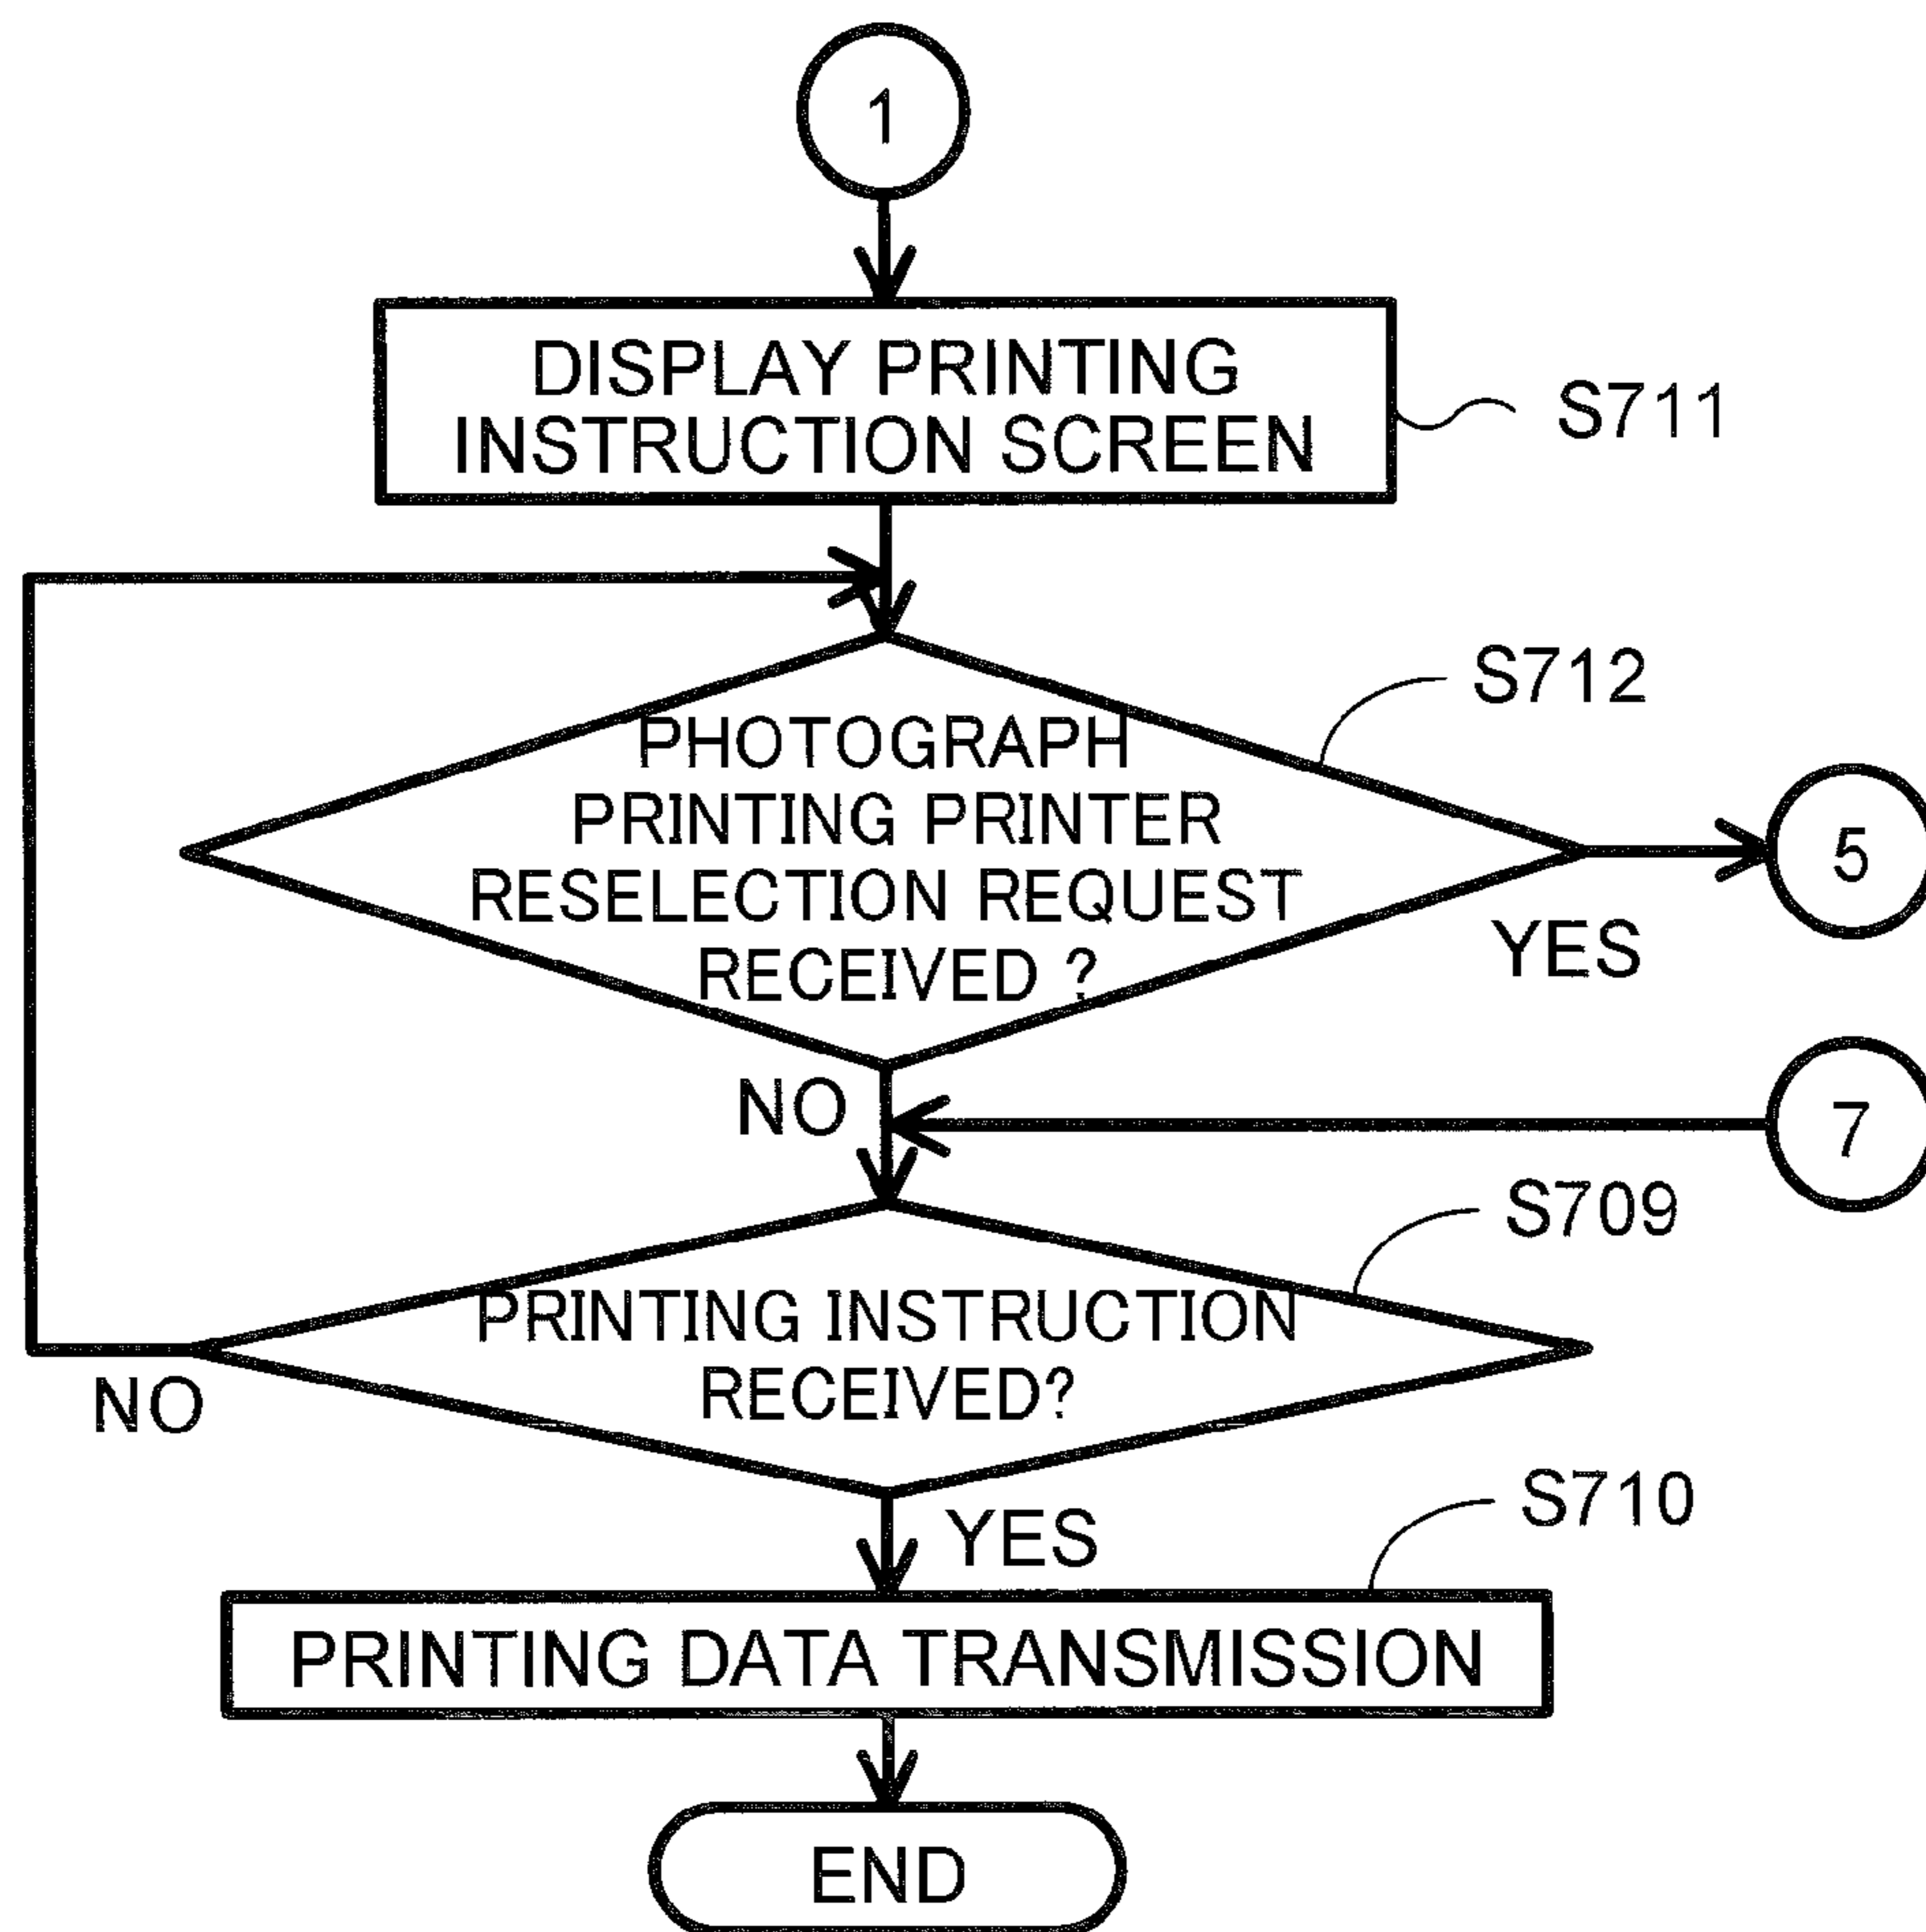 1
DISPLAY PRINTING
INSTRUCTION SCREEN
S711
S712
PHOTOGRAPH
PRINTING PRINTER
RESELECTION REQUEST
RECEIVED ?
5
YES
NO
7
S709
PRINTING INSTRUCTION
RECEIVED?
NO
S710
YES
PRINTING DATA TRANSMISSION
END